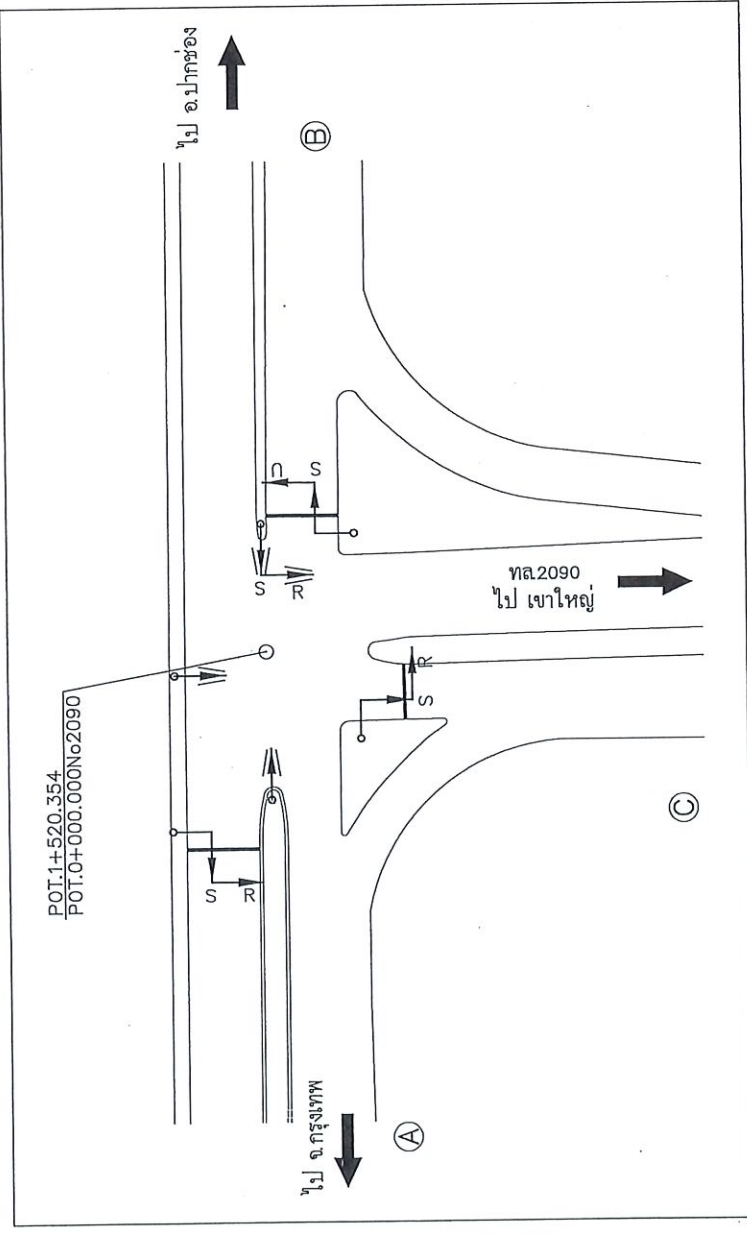 POT.1+520.354
POT.0+000.000No2090
ไป อ.ปากช่อง
B
U
S
S
R
ทล.2090
ไป เขาใหญ่
R
S
S
R
C
ไป จ.กรุงเทพ
A